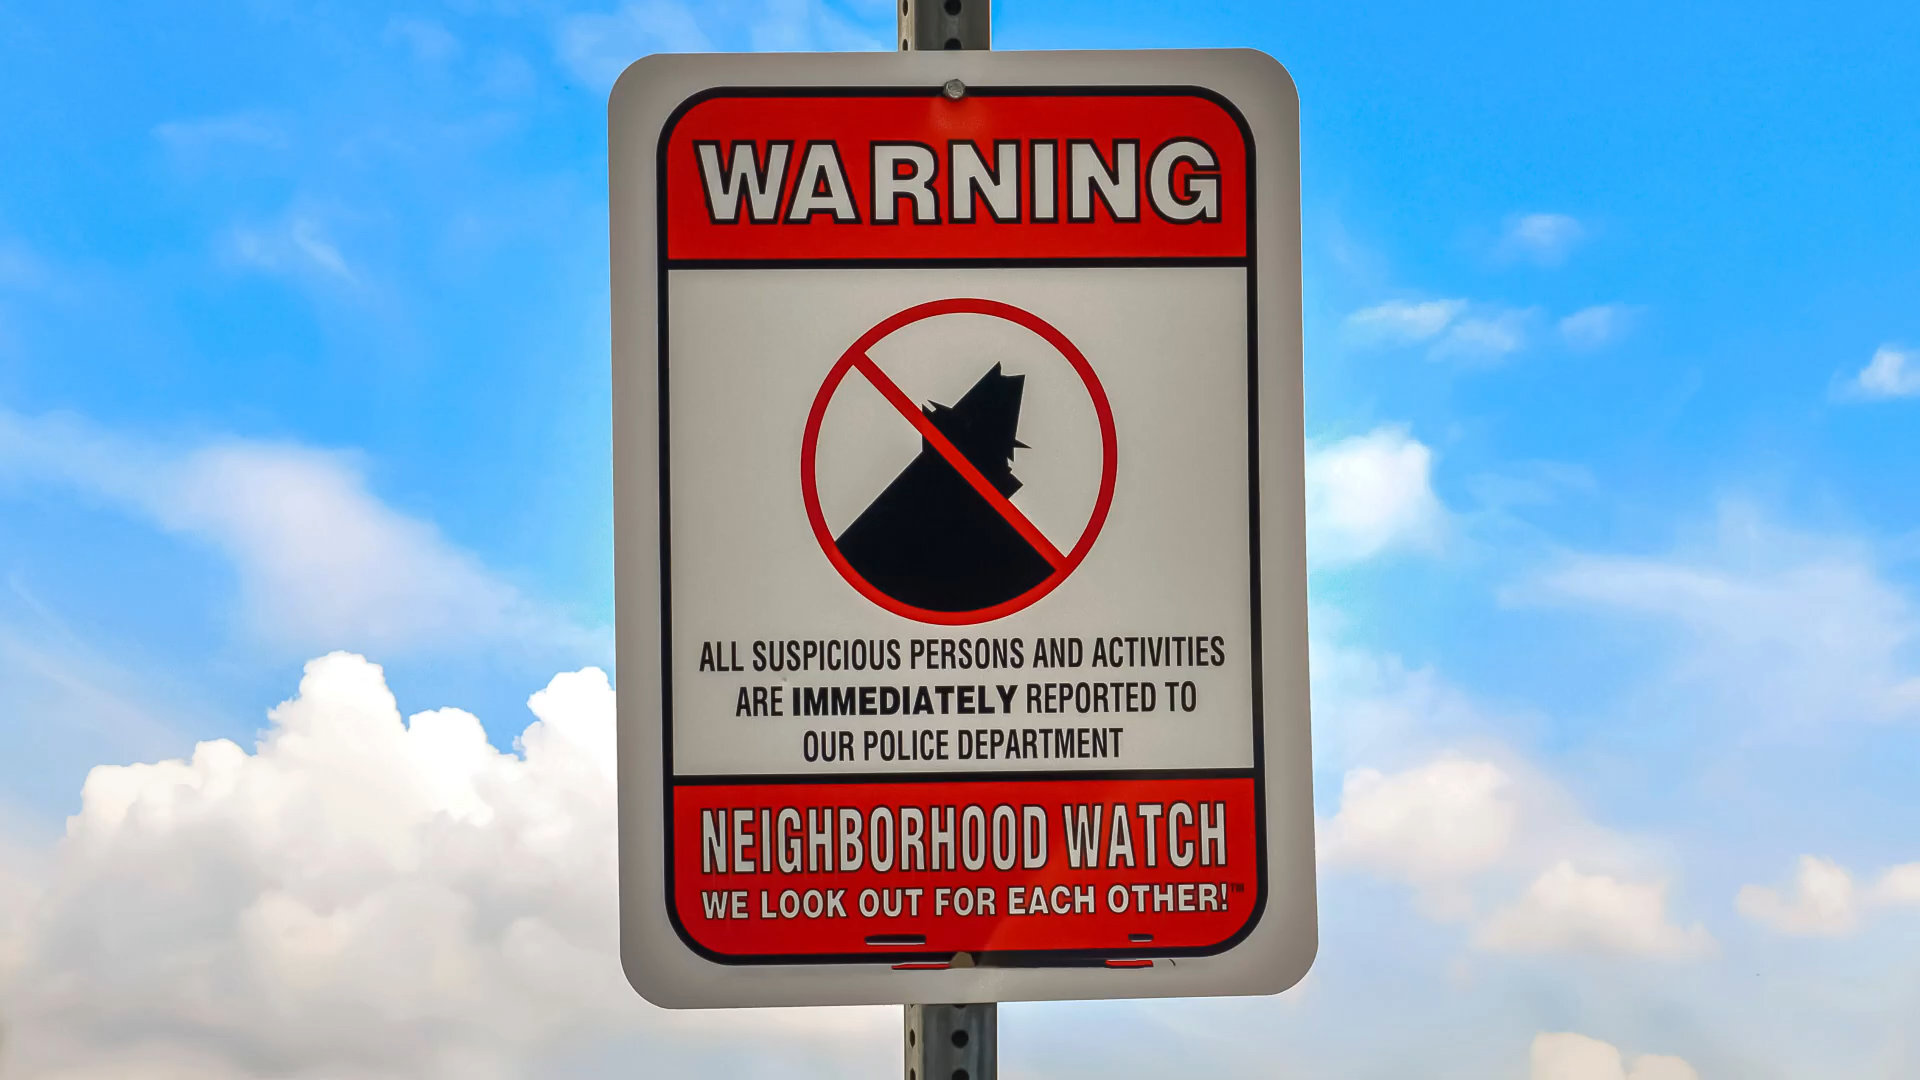 WARNING
ALL SUSPICIOUS PERSONS AND ACTIVITIES
ARE IMMEDIATELY REPORTED TO
OUR POLICE DEPARTMENT
NEIGHBORHOOD WATCH
WE LOOK OUT FOR EACH OTHER!™